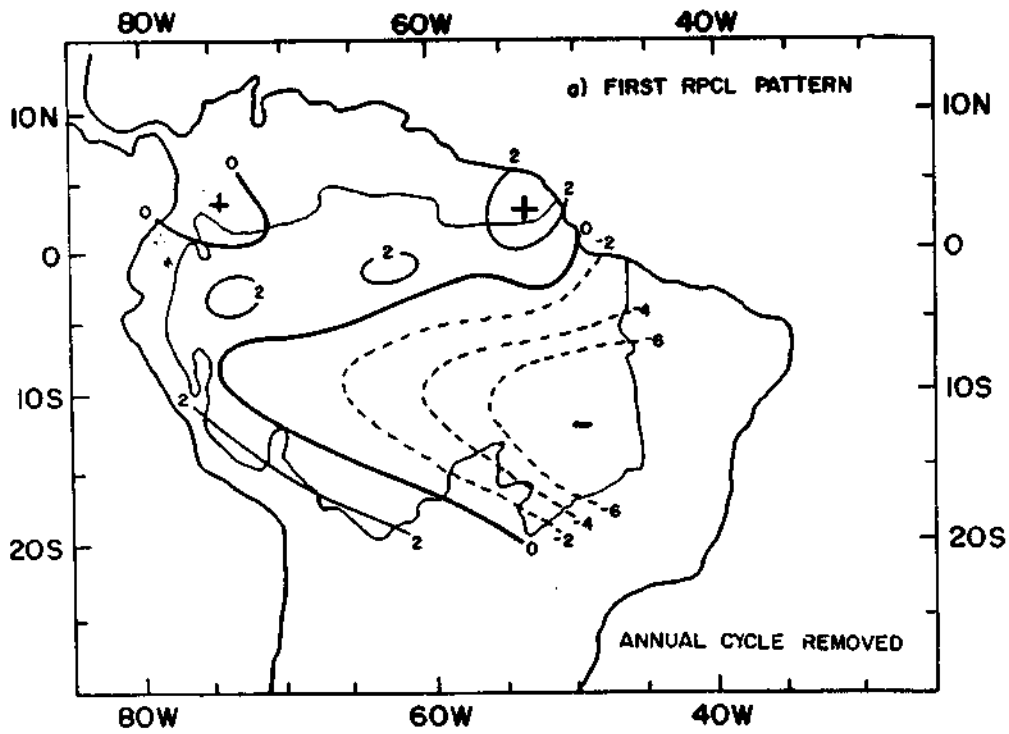 80W 60W 40W
a) FIRST RPCL PATTERN
10N 10N
2
0
2
+ +
0 0
-2
0 0
2
2
-4
-6
10S 10S
2
-
-6
-4
-2
20S 2 0 20S
ANNUAL CYCLE REMOVED
80W 60W 40W